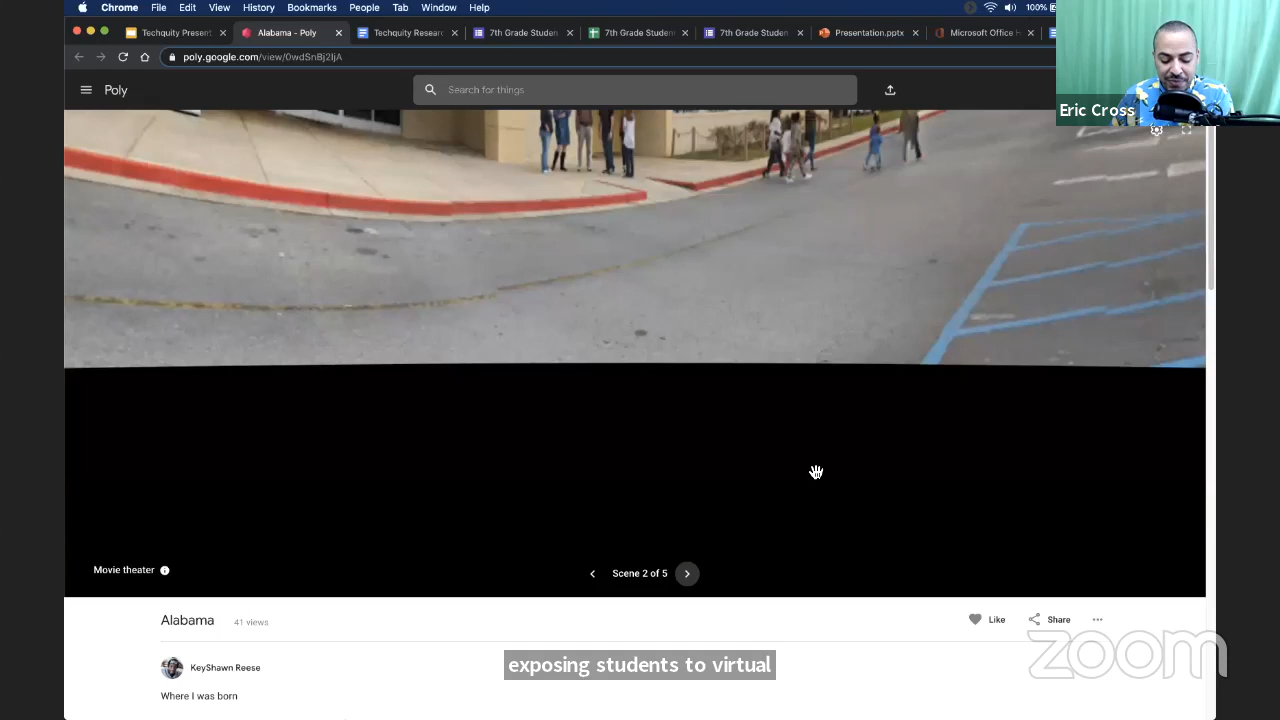 Chrome File Edit View History Bookmarks People Tab Window Help 100%
Techquity Present
Alabama - Poly
Techquity Resear
7th Grade Studen
7th Grade Studen
7th Grade Studen
Presentation.pptx
Microsoft Office H
poly.google.com/view/0wdSnBj2IjA
Poly
Search for things
Eric Cross
Movie theater
Scene 2 of 5
Alabama
41 views
Like
Share
KeyShawn Reese
Where I was born
exposing students to virtual
zoom